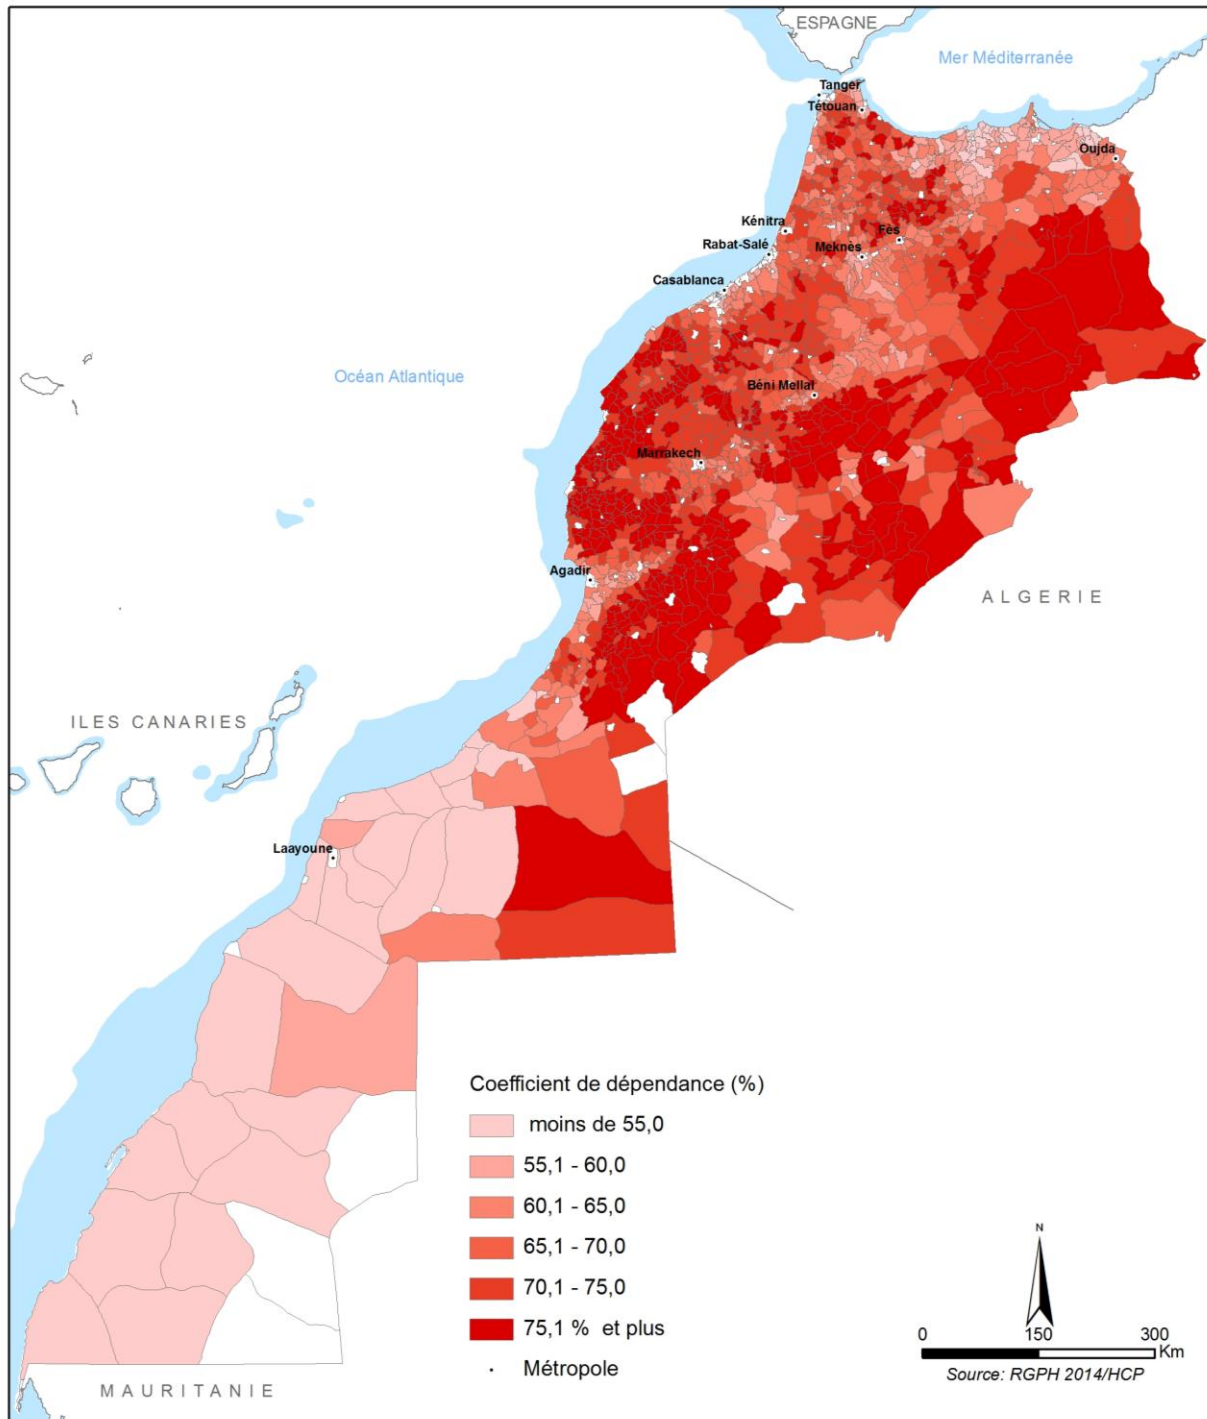 ESPAGNE
Mer Méditerranée
Tanger
Tétouan
Oujda
Kénitra
Fès
Rabat-Salé
Meknès
Casablanca
Océan Atlantique
Béni Mellal
Marrakech
Agadir
ALGERIE
ILES CANARIES
Laayoune
Coefficient de dépendance (%)
moins de 55,0
55,1 - 60,0
60,1 - 65,0
65,1 - 70,0
70,1 - 75,0
75,1 % et plus
Métropole
N
0 150 300
Km
Source: RGPH 2014/HCP
MAURITANIE